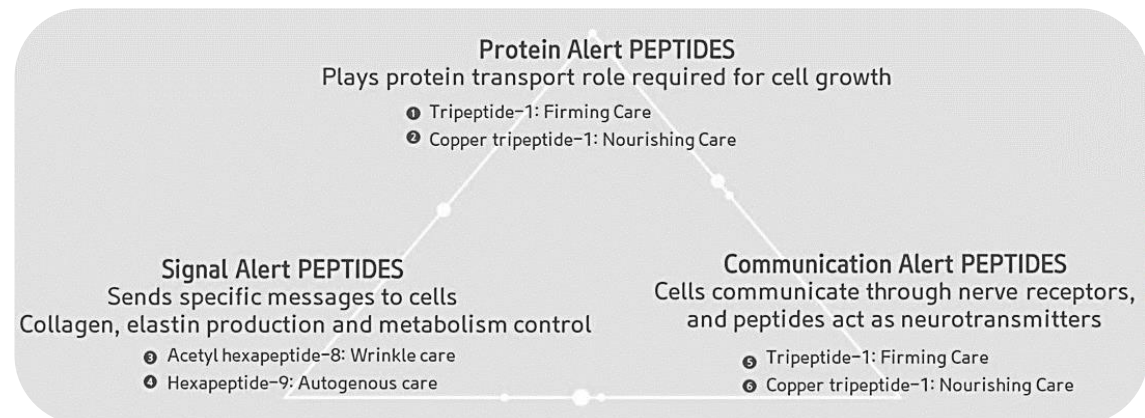 Protein Alert PEPTIDES
Plays protein transport role required for cell growth
❶ Tripeptide-1: Firming Care
❷ Copper tripeptide-1: Nourishing Care
Signal Alert PEPTIDES
Sends specific messages to cells
Collagen, elastin production and metabolism control
❸ Acetyl hexapeptide-8: Wrinkle care
❹ Hexapeptide-9: Autogenous care
Communication Alert PEPTIDES
Cells communicate through nerve receptors,
and peptides act as neurotransmitters
❺ Tripeptide-1: Firming Care
❻ Copper tripeptide-1: Nourishing Care